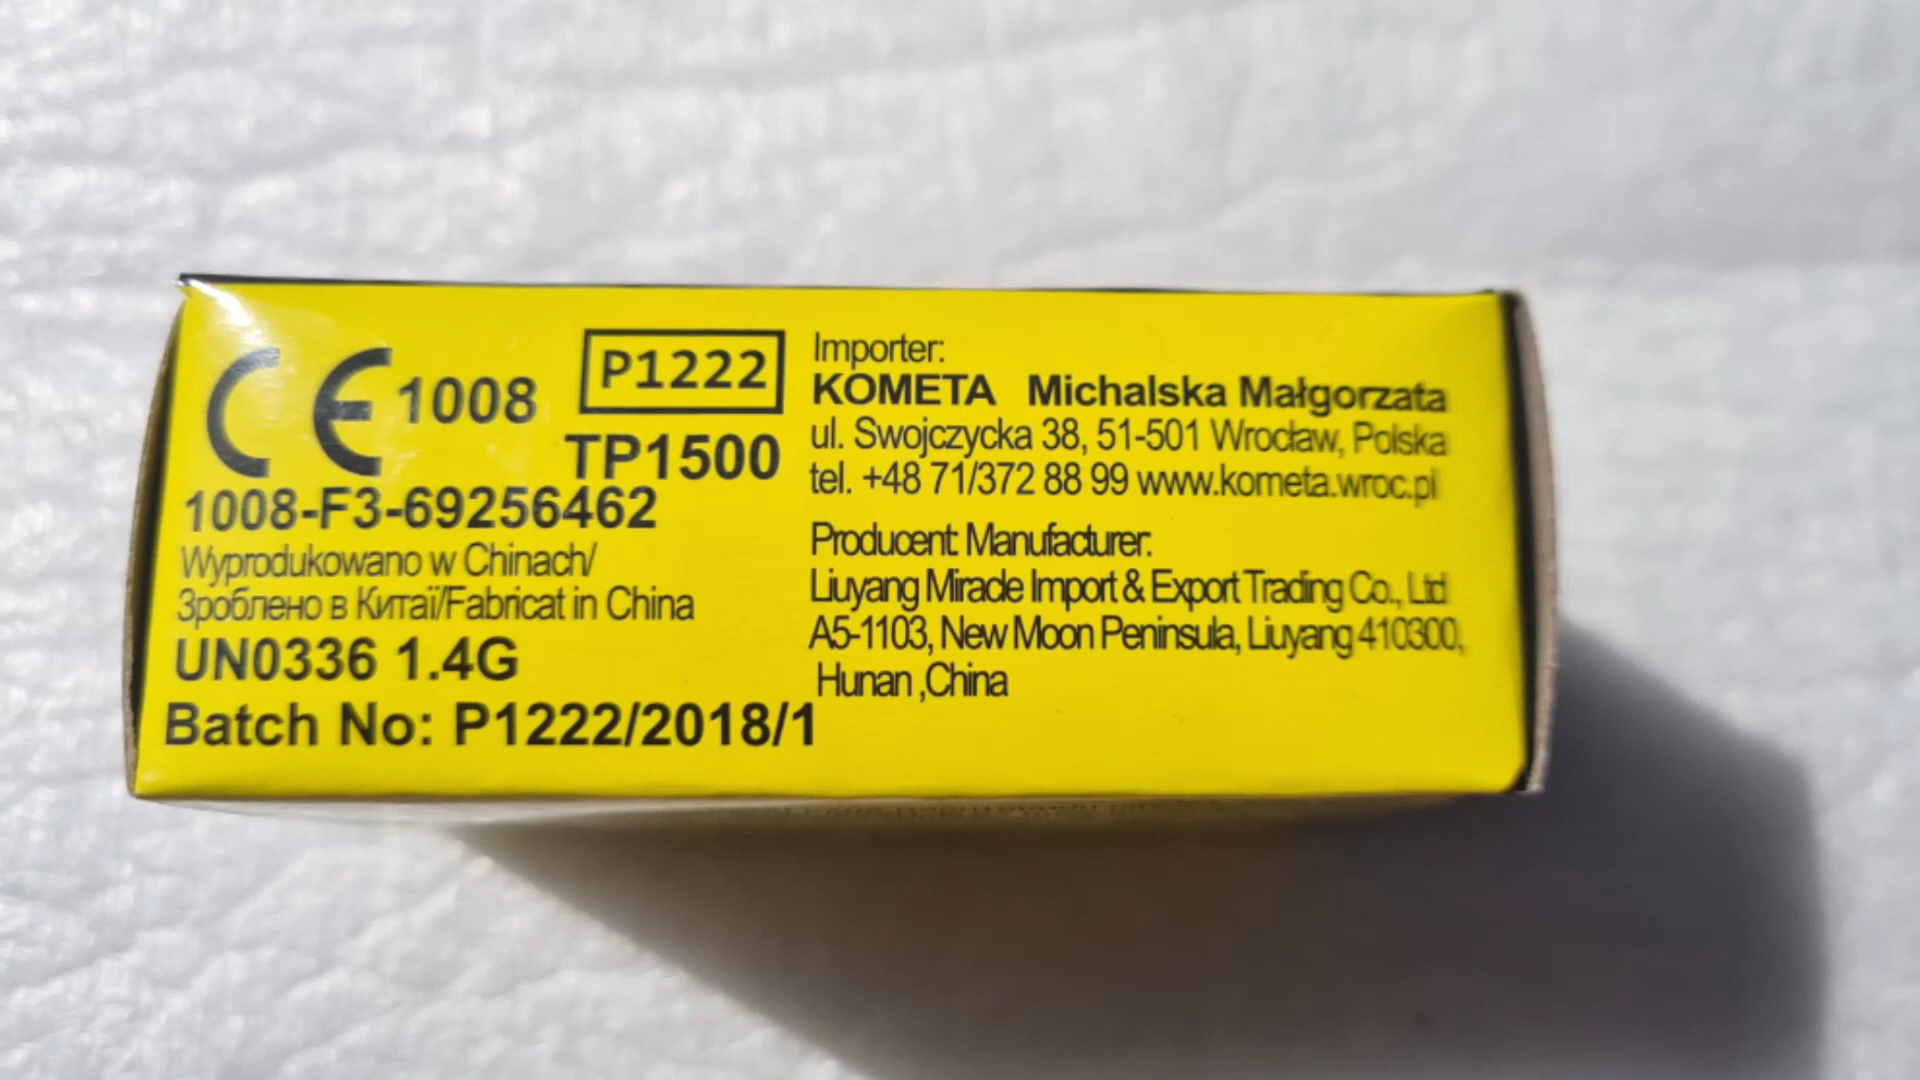 CE 1008
P1222
TP1500
1008-F3-69256462
Wyprodukowano w Chinach/
Зроблено в Китаї/Fabricat in China
UN0336 1.4G
Batch No: P1222/2018/1
Importer:
KOMETA Michalska Małgorzata
ul. Swojczycka 38, 51-501 Wrocław, Polska
tel. +48 71/372 88 99 www.kometa.wroc.pl
Producent: Manufacturer:
Liuyang Miracle Import & Export Trading Co., Ltd
A5-1103, New Moon Peninsula, Liuyang 410300,
Hunan ,China